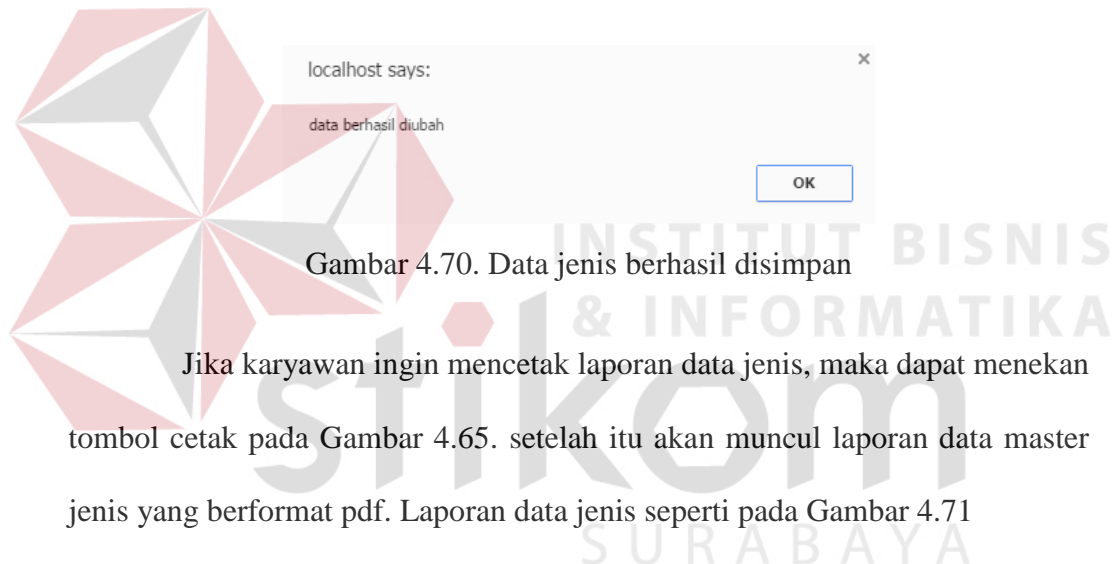 localhost says:
×
data berhasil diubah
OK
INSTITUT BISNIS
Gambar 4.70. Data jenis berhasil disimpan
& INFORMATIKA
Jika karyawan ingin mencetak laporan data jenis, maka dapat menekan
stikom
tombol cetak pada Gambar 4.65. setelah itu akan muncul laporan data master
jenis yang berformat pdf. Laporan data jenis seperti pada Gambar 4.71
SURABAYA